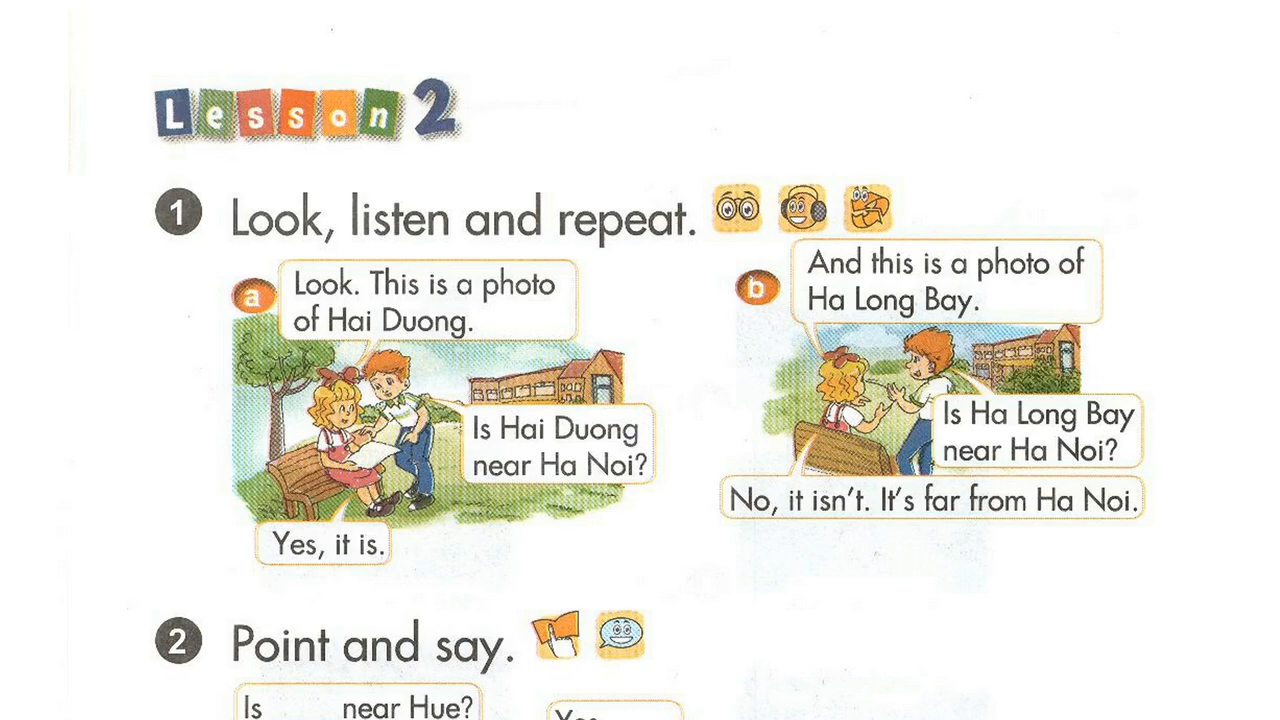 Lesson 2
1 Look, listen and repeat.
a
Look. This is a photo
of Hai Duong.
Is Hai Duong
near Ha Noi?
Yes, it is.
b
And this is a photo of
Ha Long Bay.
Is Ha Long Bay
near Ha Noi?
No, it isn't. It's far from Ha Noi.
2 Point and say.
Is ____ near Hue?
Yes